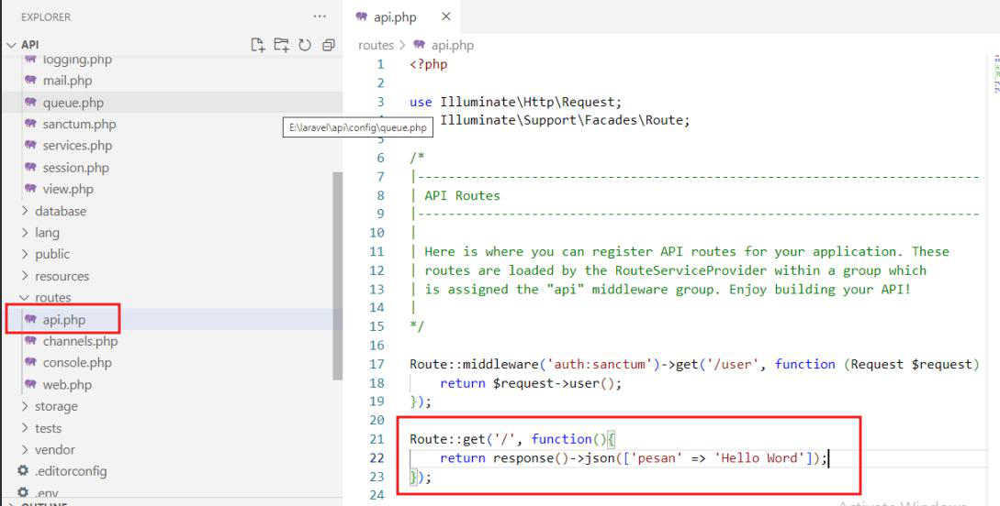 EXPLORER
API
logging.php
mail.php
queue.php
sanctum.php
services.php
session.php
view.php
database
lang
public
resources
routes
api.php
channels.php
console.php
web.php
storage
tests
vendor
.editorconfig
.env
OUTLINE
E:\laravel\api\config\queue.php
api.php
routes > api.php
1 <?php
2
3 use Illuminate\Http\Request;
Illuminate\Support\Facades\Route;
5
6 /*
7 |--------------------------------------------------------------------------
8 | API Routes
9 |--------------------------------------------------------------------------
10 |
11 | Here is where you can register API routes for your application. These
12 | routes are loaded by the RouteServiceProvider within a group which
13 | is assigned the "api" middleware group. Enjoy building your API!
14 |
15 */
16
17 Route::middleware('auth:sanctum')->get('/user', function (Request $request)
18 return $request->user();
19 });
20
21 Route::get('/', function(){
22 return response()->json(['pesan' => 'Hello Word']);
23 });
24
Activate Windows